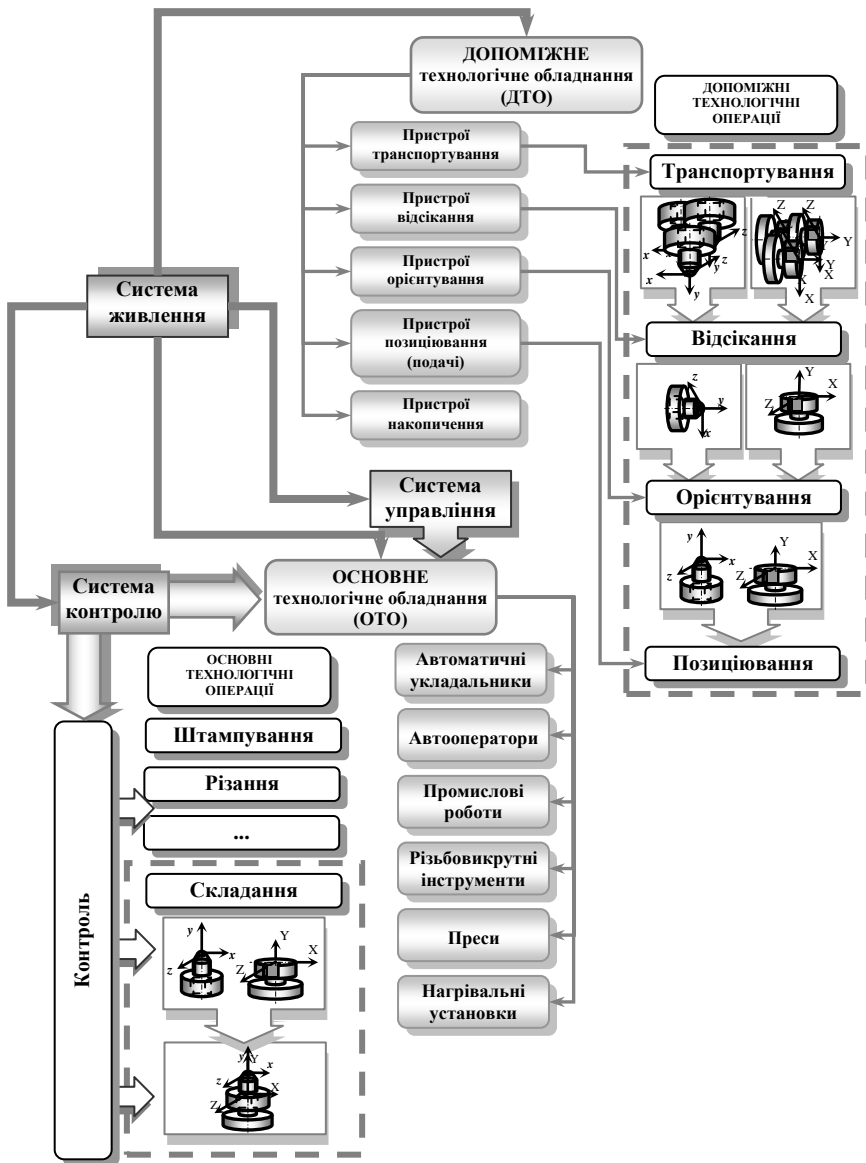 ДОПОМІЖНЕ
технологічне обладнання
(ДТО)
ДОПОМІЖНІ
ТЕХНОЛОГІЧНІ
ОПЕРАЦІЇ
Пристрої
транспортування
Транспортування
Z
Z
Y
Y
X
X
X
z
z
x
y
x
y
Пристрої
відсікання
Пристрої
орієнтування
Система
живлення
Пристрої
позиціювання
(подачі)
Відсікання
z
y
x
Y
X
Z
Пристрої
накопичення
Система
управління
Орієнтування
y
x
z
Y
X
Z
Система
контролю
ОСНОВНЕ
технологічне обладнання
(ОТО)
Позиціювання
ОСНОВНІ
ТЕХНОЛОГІЧНІ
ОПЕРАЦІЇ
Автоматичні
укладальники
Штампування
Автооператори
Різання
Промислові
роботи
...
Різьбовикрутні
інструменти
Складання
y
x
z
Y
X
Z
Преси
Контроль
Нагрівальні
установки
y
Y
x
z
X
Z